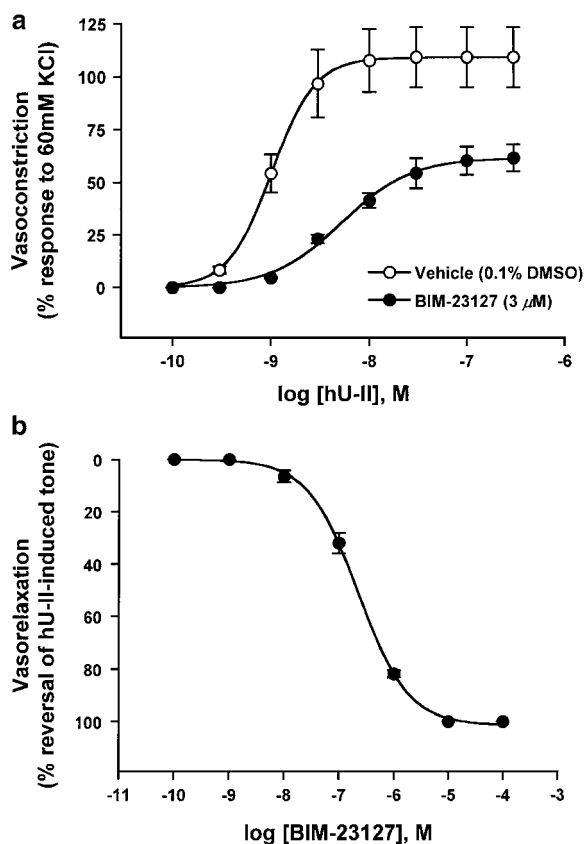 a
Vasoconstriction
(% response to 60mM KCl)
125
100
75
50
25
0
Vehicle (0.1% DMSO)
BIM-23127 (3 μM)
-10
-9
-8
-7
-6
log [hU-II], M
b
Vasorelaxation
(% reversal of hU-II-induced tone)
0
20
40
60
80
100
-11
-10
-9
-8
-7
-6
-5
-4
-3
log [BIM-23127], M